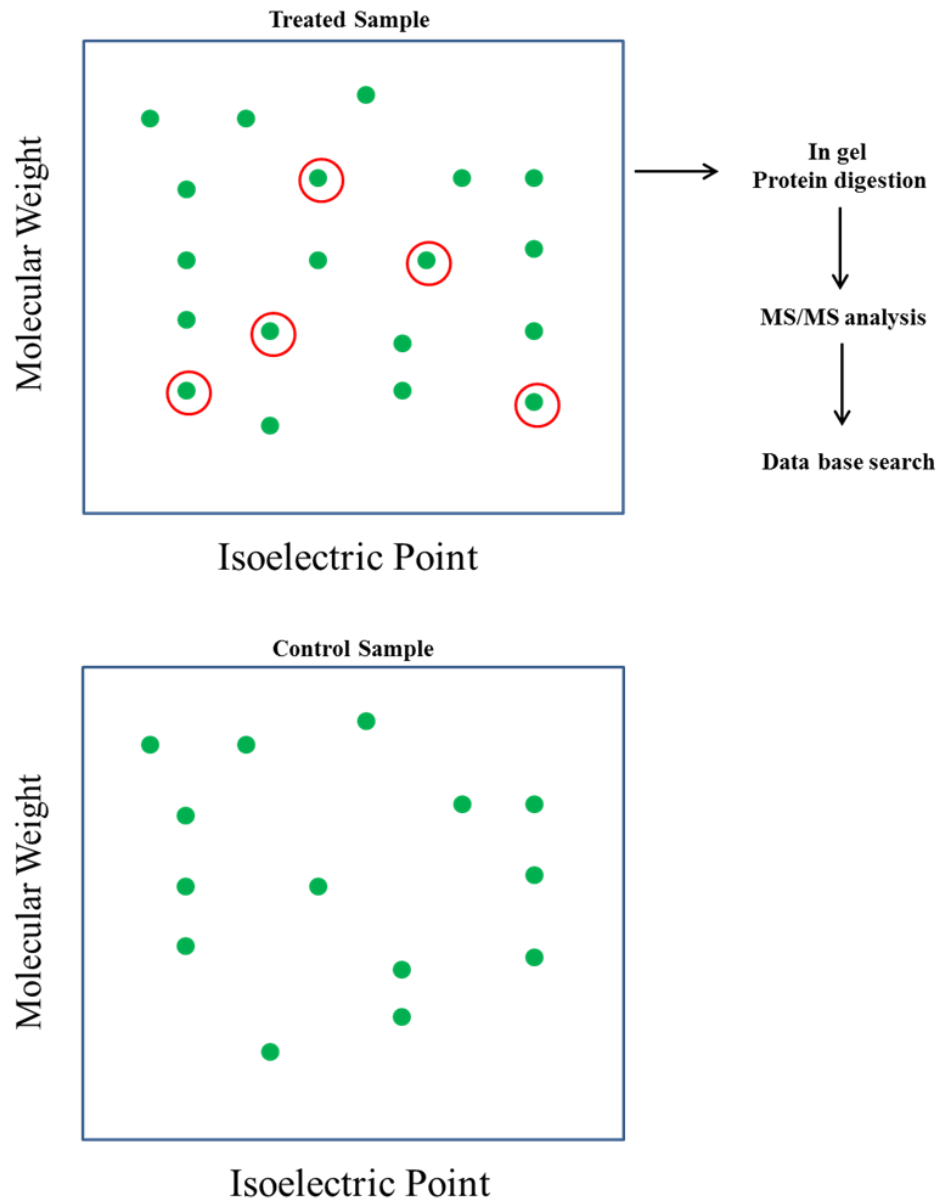 Treated Sample
Molecular Weight
Isoelectric Point
In gel
Protein digestion
MS/MS analysis
Data base search
Control Sample
Molecular Weight
Isoelectric Point